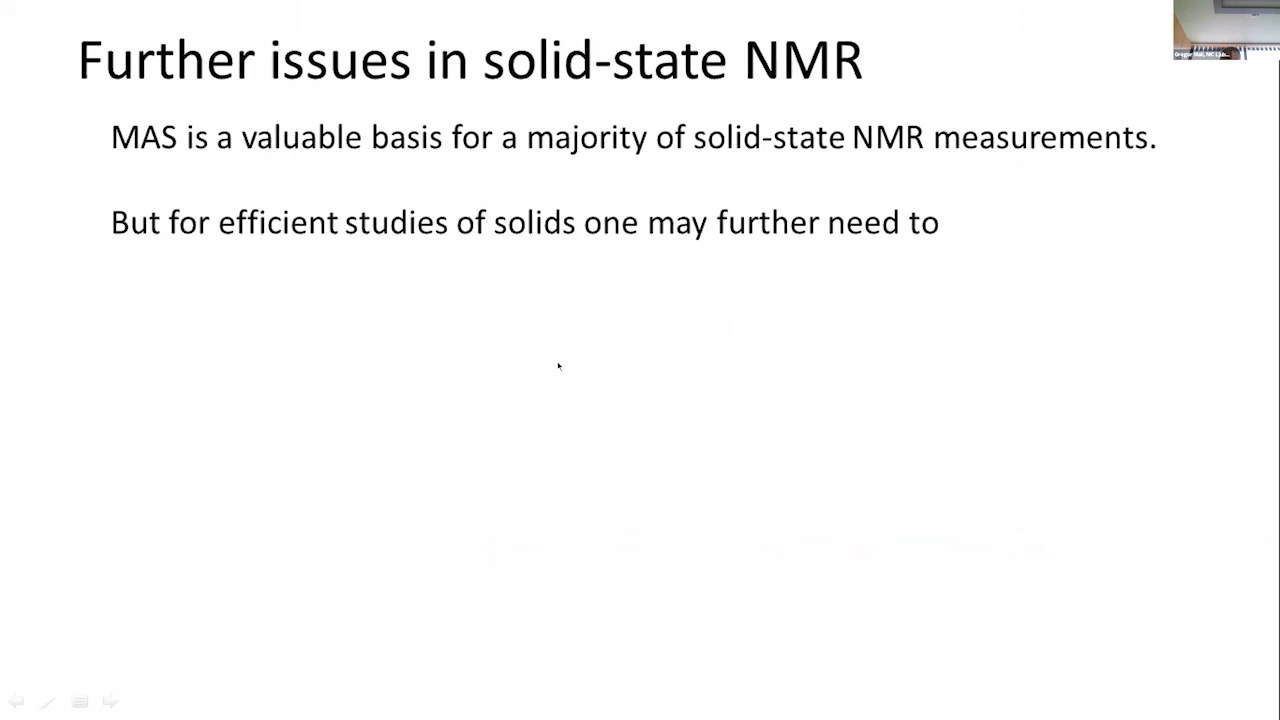 Further issues in solid-state NMR
MAS is a valuable basis for a majority of solid-state NMR measurements.
But for efficient studies of solids one may further need to